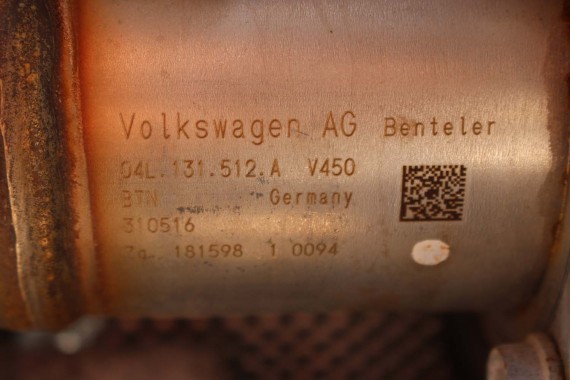 Volkswagen AG Benteler
04L.131.512.A V450
BTN Germany
310516
Zg. 181598 1 0094